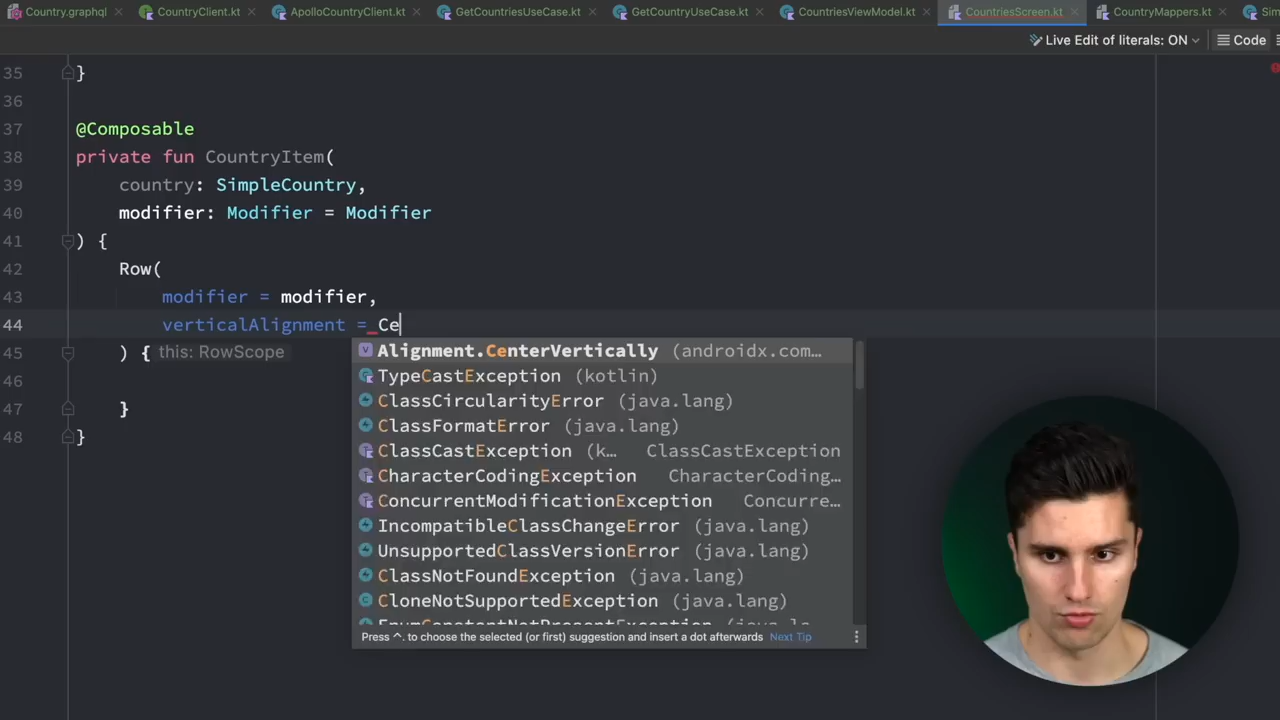 Country.graphql CountryClient.kt ApolloCountryClient.kt GetCountriesUseCase.kt GetCountryUseCase.kt CountriesViewModel.kt CountriesScreen.kt CountryMappers.kt Sim
Live Edit of literals: ON Code
35 }
36
37 @Composable
38 private fun CountryItem(
39 country: SimpleCountry,
40 modifier: Modifier = Modifier
41 ) {
42 Row(
43 modifier = modifier,
44 verticalAlignment = Ce
45 ) { this: RowScope
46
47 }
48 }
Alignment.CenterVertically (androidx.com…
TypeCastException (kotlin)
ClassCircularityError (java.lang)
ClassFormatError (java.lang)
ClassCastException (k… ClassCastException
CharacterCodingException CharacterCoding…
ConcurrentModificationException Concurre…
IncompatibleClassChangeError (java.lang)
UnsupportedClassVersionError (java.lang)
ClassNotFoundException (java.lang)
CloneNotSupportedException (java.lang)
EnumConstantNotPresentException (java.la
Press ^. to choose the selected (or first) suggestion and insert a dot afterwards Next Tip